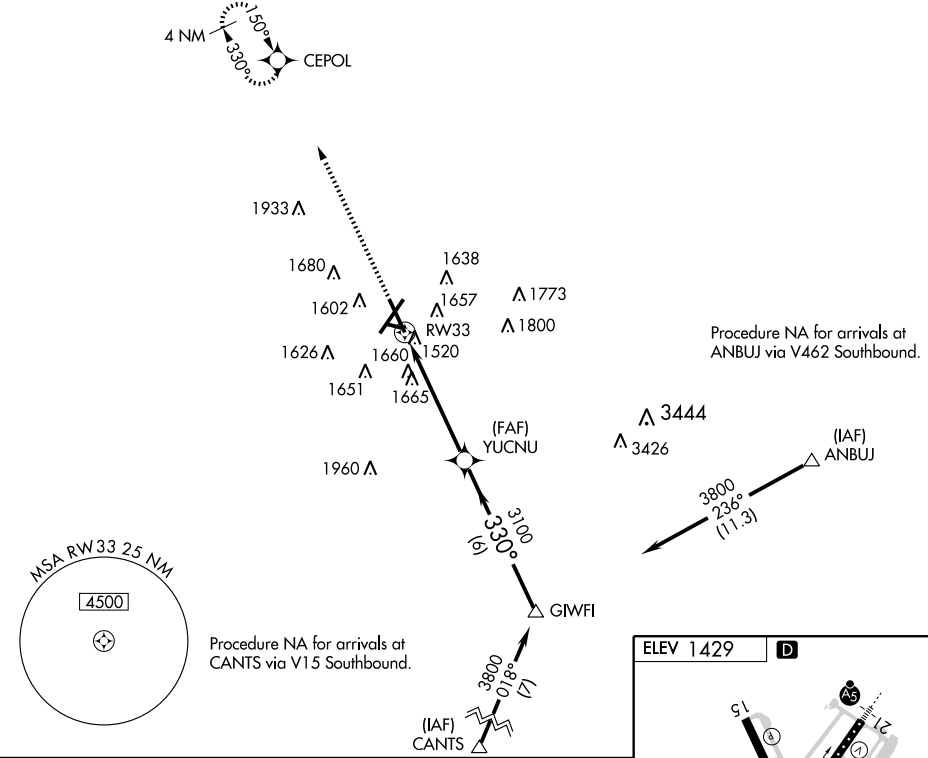 150°
4 NM
330°
CEPOL
1933
1680
1638
1602
1657
1773
RW33
1800
1626
1660
1520
1651
1665
Procedure NA for arrivals at
ANBUJ via V462 Southbound.
3444
3426
(FAF)
YUCNU
(IAF)
ANBUJ
1960
3800
236°
(11.3)
3100
330°
(6)
MSA RW33 25 NM
4500
GIWFI
Procedure NA for arrivals at
CANTS via V15 Southbound.
3800
018°
(7)
(IAF)
CANTS
ELEV 1429
D
A5
15
21
P
V